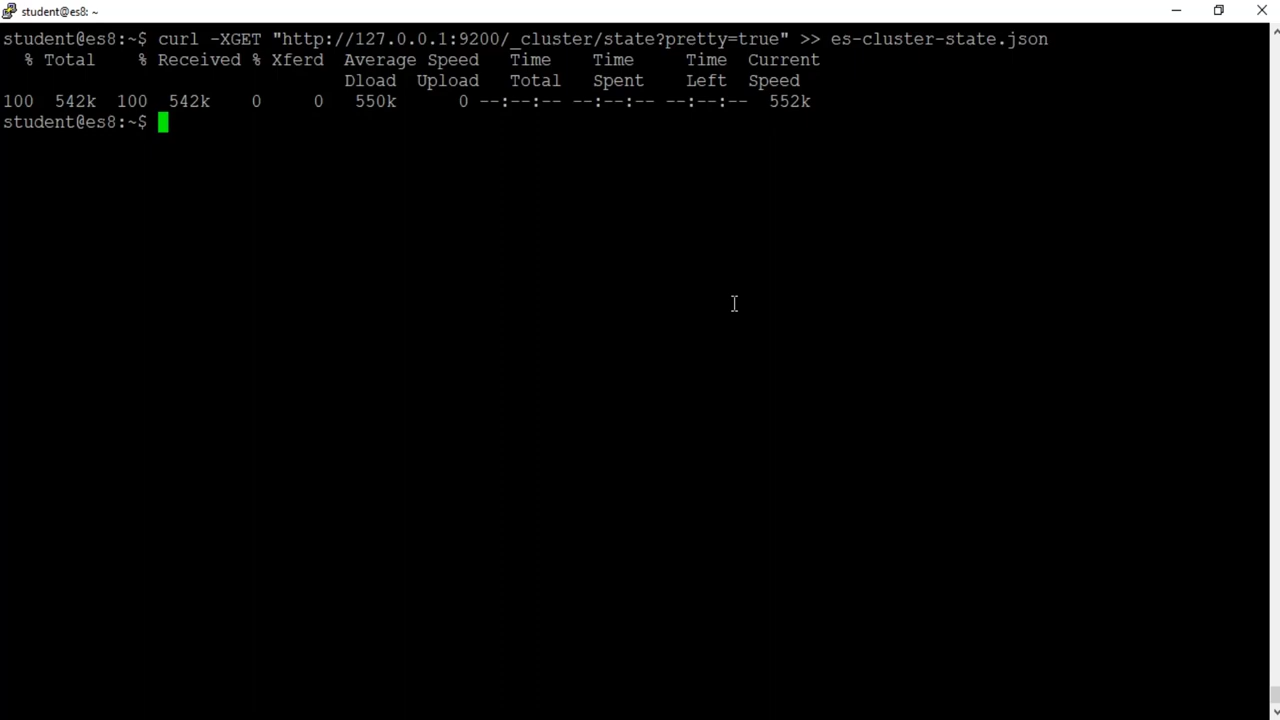 student@es8: ~
student@es8:~$ curl -XGET "http://127.0.0.1:9200/_cluster/state?pretty=true" >> es-cluster-state.json
  % Total    % Received % Xferd  Average Speed   Time    Time     Time  Current
                                 Dload  Upload   Total   Spent    Left  Speed
100  542k  100  542k    0     0   550k      0 --:--:-- --:--:-- --:--:--  552k
student@es8:~$